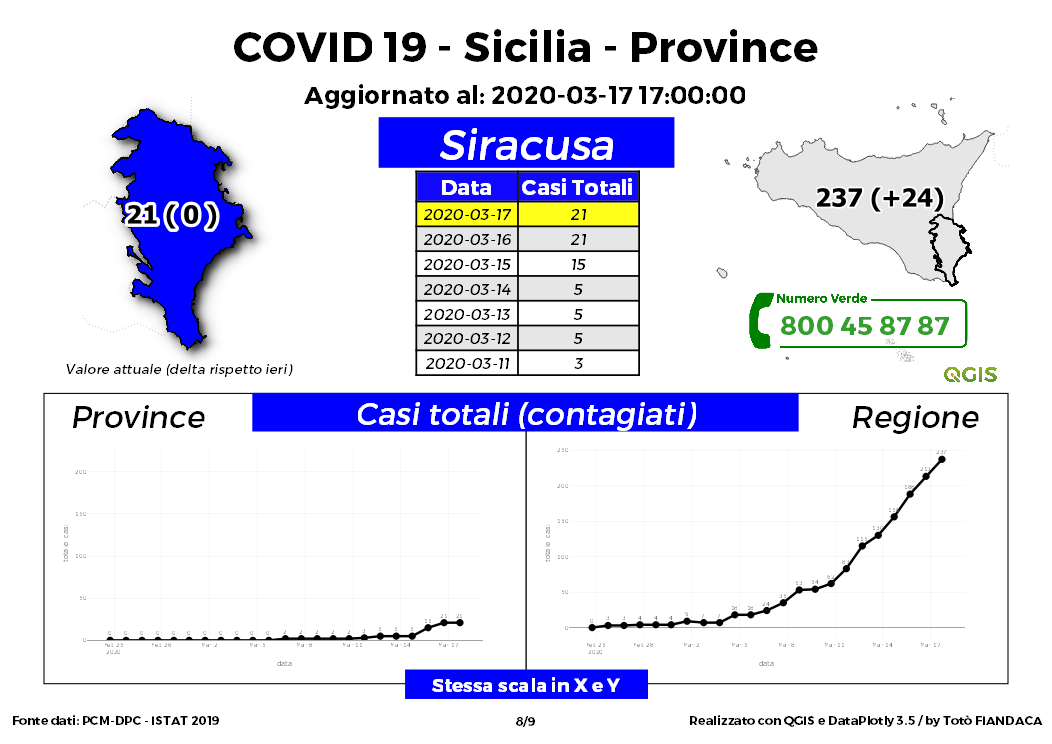 COVID 19 - Sicilia - Province
Aggiornato al: 2020-03-17 17:00:00
Siracusa
21 ( 0 )
237 (+24)
Data Casi Totali
2020-03-17 21
2020-03-16 21
2020-03-15 15
2020-03-14 5
2020-03-13 5
2020-03-12 5
2020-03-11 3
Numero Verde
800 45 87 87
Valore attuale (delta rispetto ieri)
QGIS
Province
Casi totali (contagiati)
Regione
200
150
100
50
0
totale casi
Feb 28
Mar 2
Mar 5
Mar 8
Mar 11
Mar 14
Mar 17
2020
data
250
200
150
100
50
0
totale casi
237
Feb 28
Mar 2
Mar 5
Mar 8
Mar 11
Mar 14
Mar 17
2020
data
Stessa scala in X e Y
Fonte dati: PCM-DPC - ISTAT 2019
8/9
Realizzato con QGIS e DataPlotly 3.5 / by Totò FIANDACA